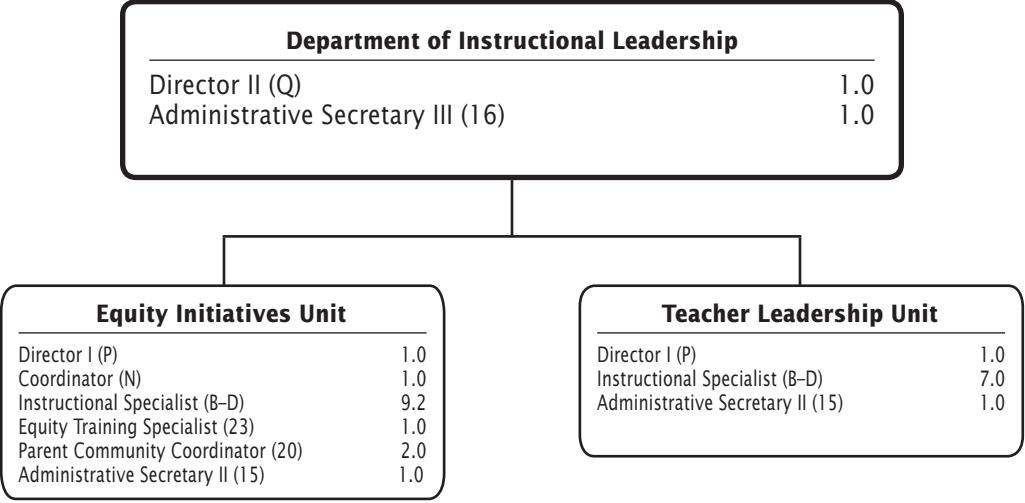 Department of Instructional Leadership
Director II (Q) 1.0
Administrative Secretary III (16) 1.0
Equity Initiatives Unit
Director I (P) 1.0
Coordinator (N) 1.0
Instructional Specialist (B–D) 9.2
Equity Training Specialist (23) 1.0
Parent Community Coordinator (20) 2.0
Administrative Secretary II (15) 1.0
Teacher Leadership Unit
Director I (P) 1.0
Instructional Specialist (B–D) 7.0
Administrative Secretary II (15) 1.0